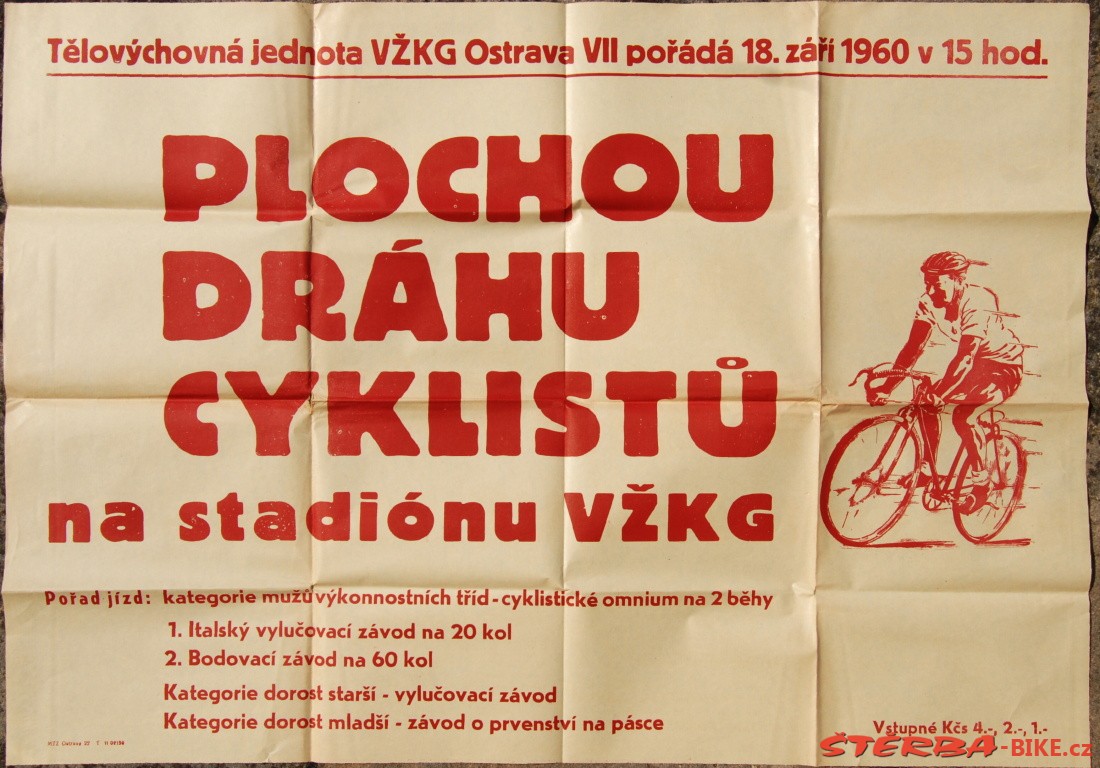 Tělovýchovná jednota VŽKG Ostrava VII pořádá 18. září 1960 v 15 hod.
PLOCHOU
DRÁHU
CYKLISTŮ
na stadiónu VŽKG
Pořad jízd: kategorie mužů výkonnostních tříd - cyklistické omnium na 2 běhy
1. Italský vylučovací závod na 20 kol
2. Bodovací závod na 60 kol
Kategorie dorost starší - vylučovací závod
Kategorie dorost mladší - závod o prvenství na pásce
Vstupné Kčs 4.-, 2.-, 1.-
ŠTERBA-BIKE.cz